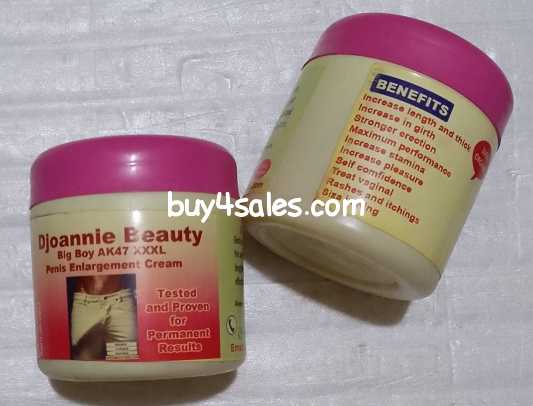 Djoannie Beauty
Big Boy AK47 XXXL
Penis Enlargement Cream
Tested
and Proven
for
Permanent
Results
BENEFITS
Increase length and thick
Increase in girth
Stronger erection
Maximum performance
Increase stamina
Increase pleasure
Self comfidence
Treat vaginal
Rashes and itchings
buy4sales.com